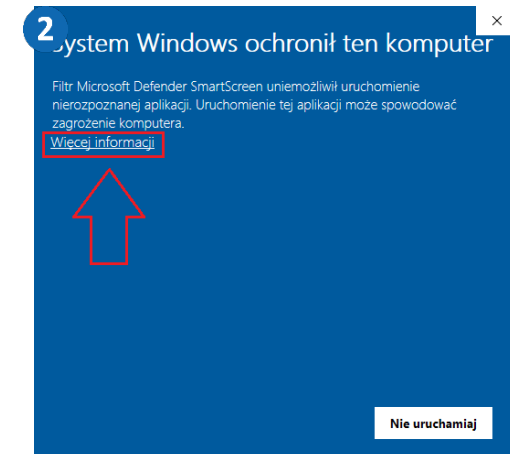 2
System Windows ochronił ten komputer
Filtr Microsoft Defender SmartScreen uniemożliwił uruchomienie
nierozpoznanej aplikacji. Uruchomienie tej aplikacji może spowodować
zagrożenie komputera.
Więcej informacji
Nie uruchamiaj